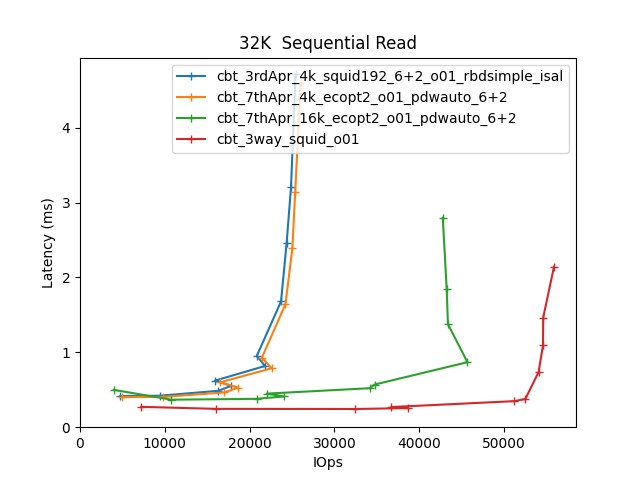 32K  Sequential Read
cbt_3rdApr_4k_squid192_6+2_o01_rbdsimple_isal
cbt_7thApr_4k_ecopt2_o01_pdwauto_6+2
cbt_7thApr_16k_ecopt2_o01_pdwauto_6+2
cbt_3way_squid_o01
Latency (ms)
4
3
2
1
0
0 10000 20000 30000 40000 50000
IOps